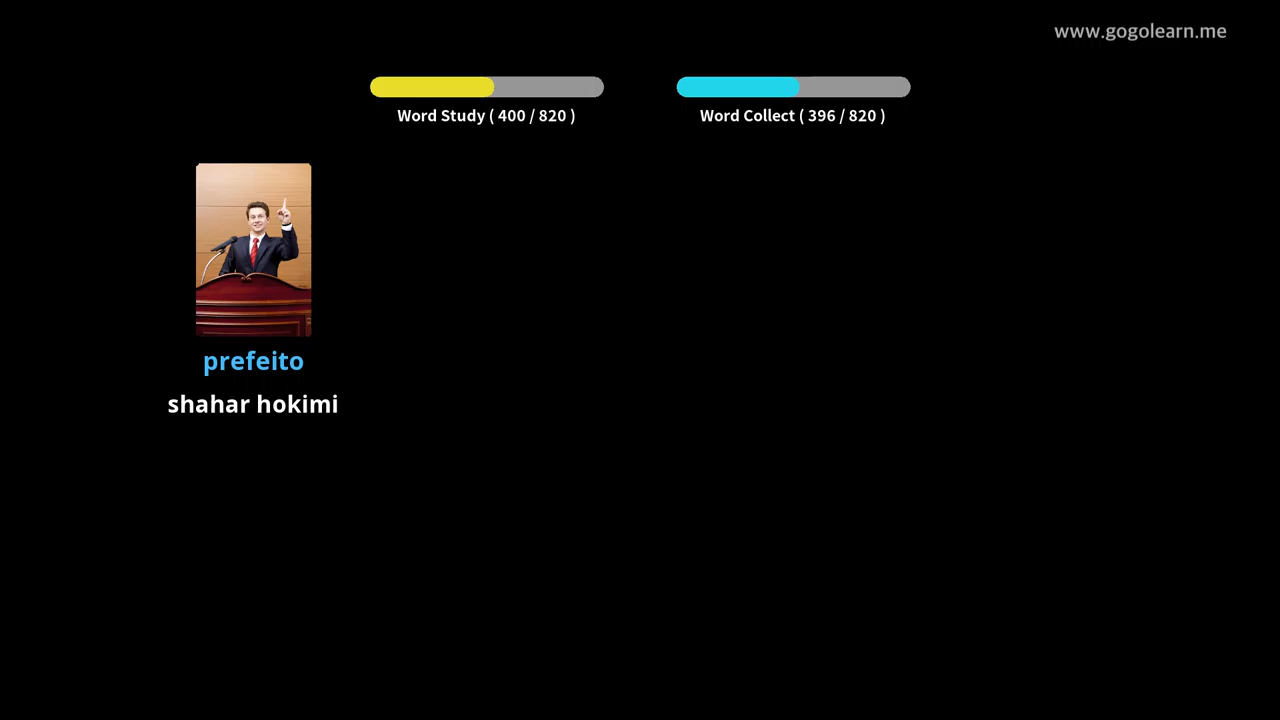 www.gogolearn.me
Word Study ( 400 / 820 )
Word Collect ( 396 / 820 )
prefeito
shahar hokimi